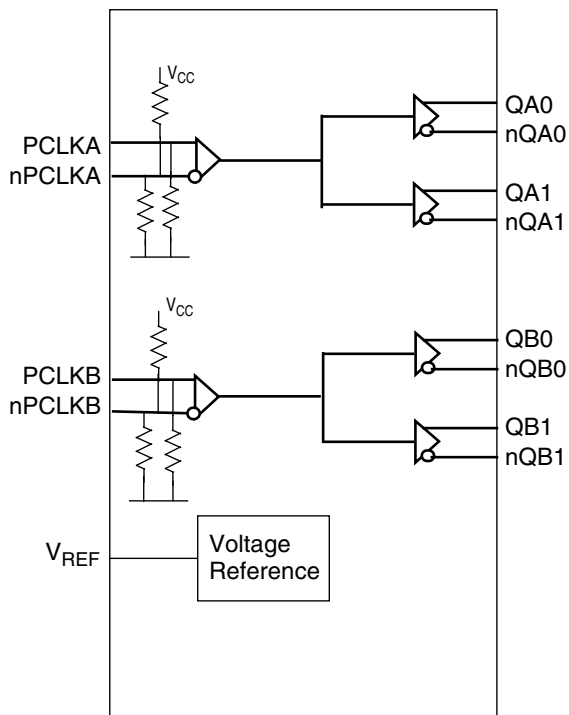 VCC
PCLKA
nPCLKA
QA0
nQA0
QA1
nQA1
VCC
PCLKB
nPCLKB
QB0
nQB0
QB1
nQB1
VREF
Voltage
Reference